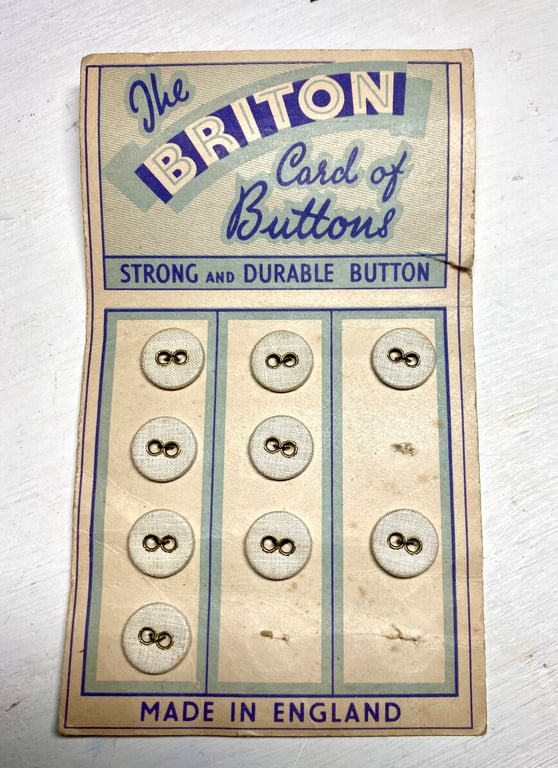 The
BRITON
Card of
Buttons
STRONG AND DURABLE BUTTON
MADE IN ENGLAND